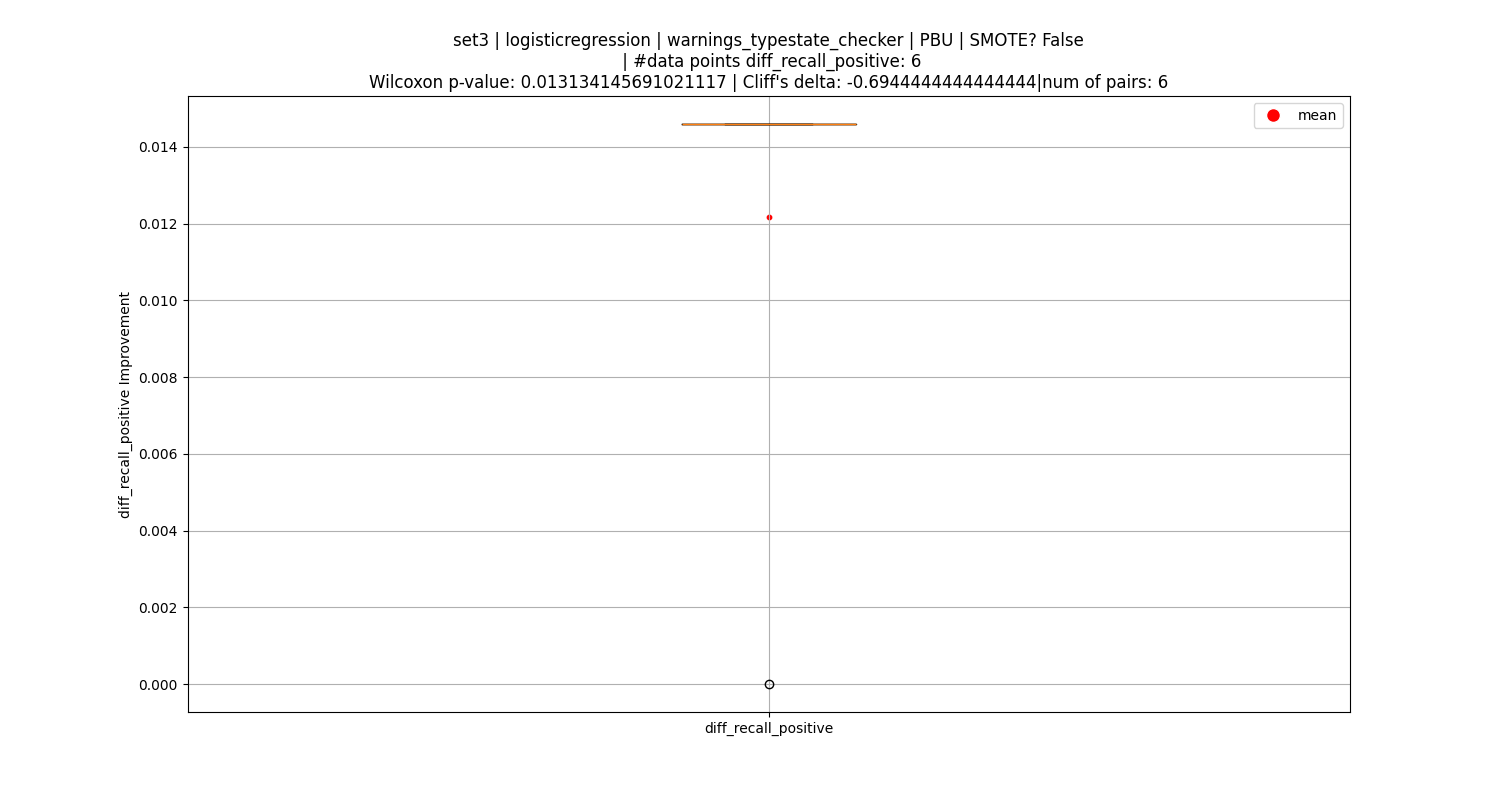 set3 | logisticregression | warnings_typestate_checker | PBU | SMOTE? False
| #data points diff_recall_positive: 6
Wilcoxon p-value: 0.013134145691021117 | Cliff's delta: -0.6944444444444444|num of pairs: 6
mean
0.014
0.012
0.010
0.008
0.006
0.004
0.002
0.000
diff_recall_positive Improvement
diff_recall_positive